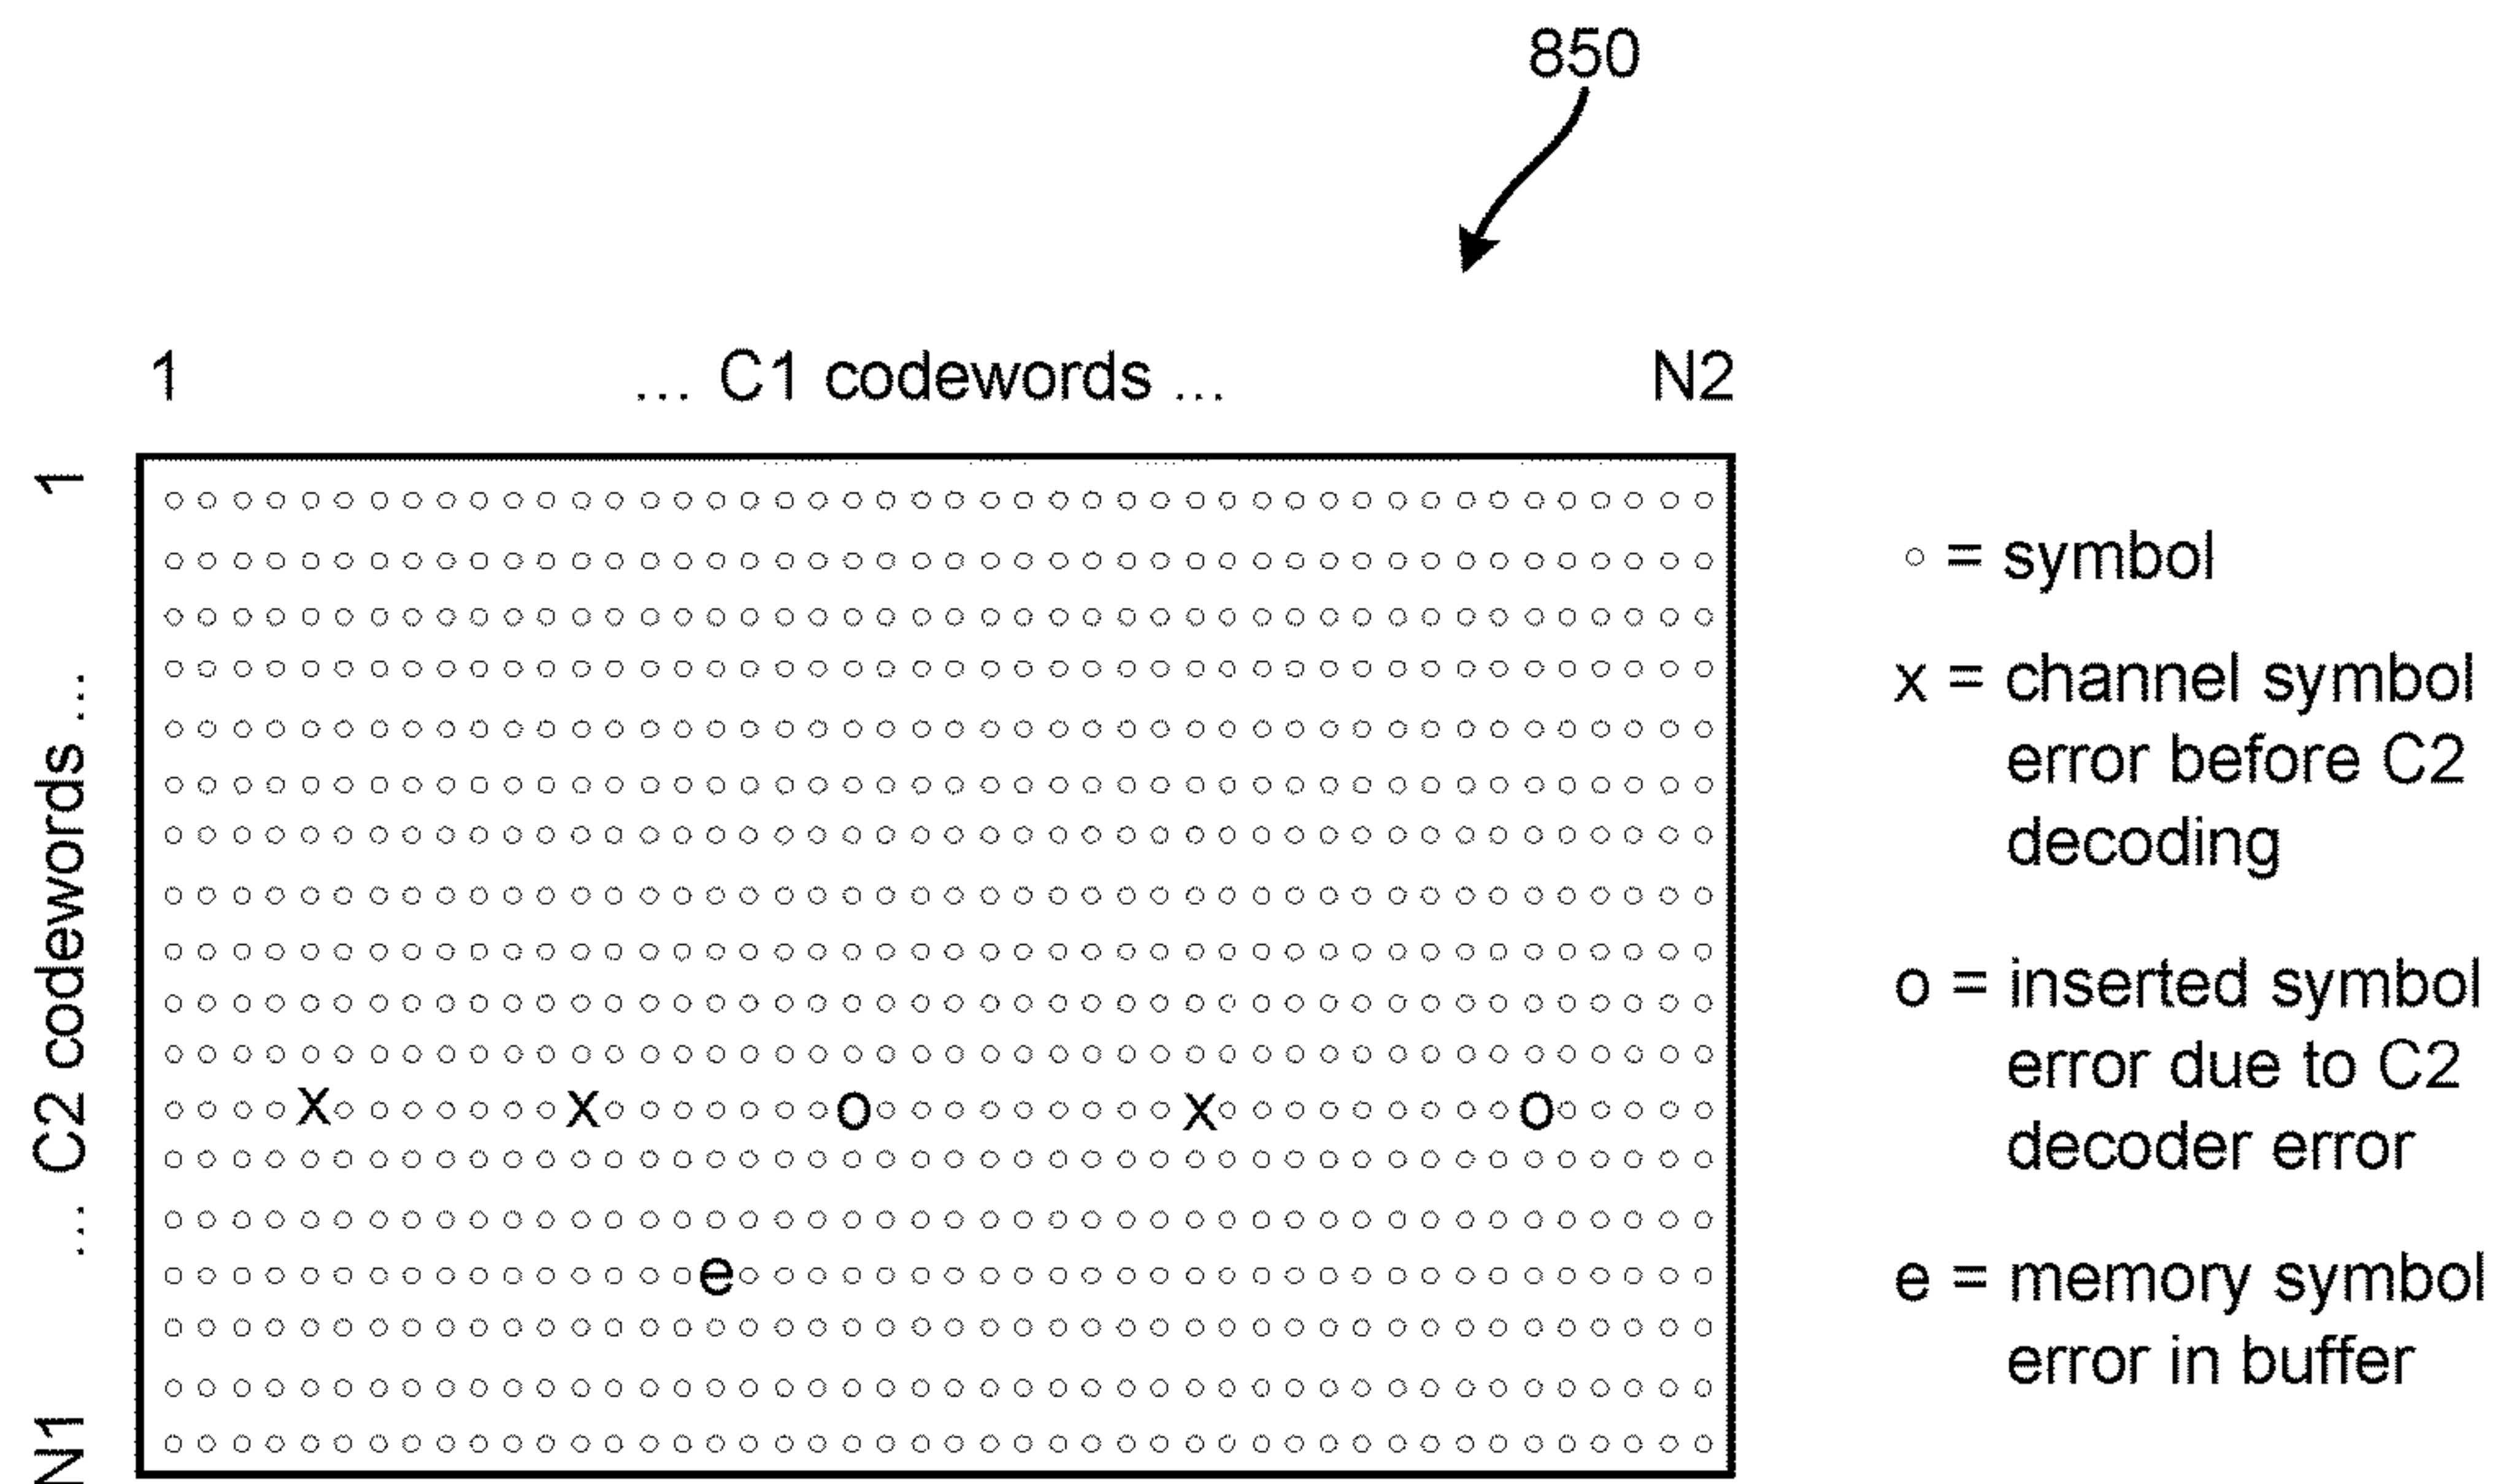 850
1 ... C1 codewords ... N2
1 ... C2 codewords ... N1
○ = symbol
x = channel symbol
error before C2
decoding
o = inserted symbol
error due to C2
decoder error
e = memory symbol
error in buffer
x x o x o
e